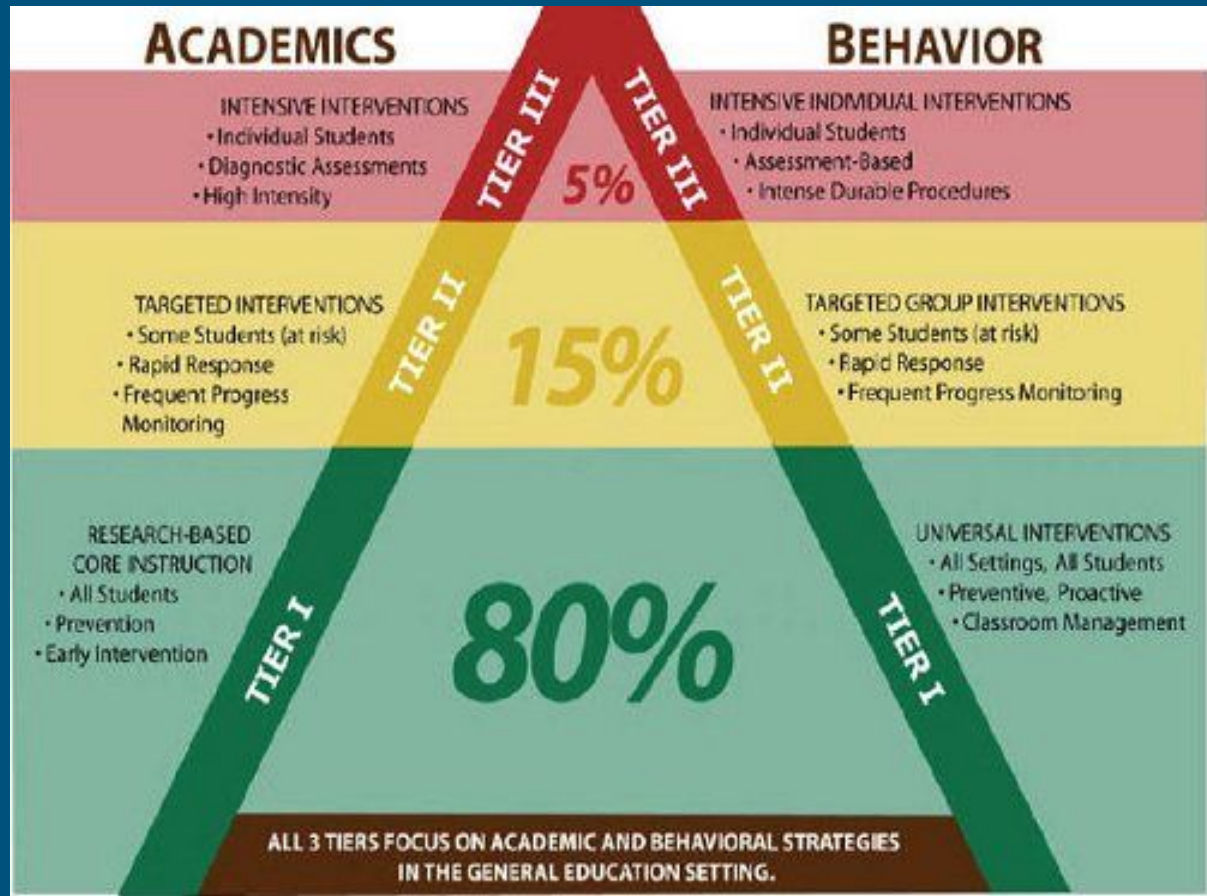 ACADEMICS
INTENSIVE INTERVENTIONS
• Individual Students
• Diagnostic Assessments
• High Intensity
TIER III
5%
TIER III
BEHAVIOR
INTENSIVE INDIVIDUAL INTERVENTIONS
• Individual Students
• Assessment-Based
• Intense Durable Procedures
TARGETED INTERVENTIONS
• Some Students (at risk)
• Rapid Response
• Frequent Progress
Monitoring
TIER II
15%
TIER II
TARGETED GROUP INTERVENTIONS
• Some Students (at risk)
• Rapid Response
• Frequent Progress Monitoring
RESEARCH-BASED
CORE INSTRUCTION
• All Students
• Prevention
• Early Intervention
TIER I
80%
TIER I
UNIVERSAL INTERVENTIONS
• All Settings, All Students
• Preventive, Proactive
• Classroom Management
ALL 3 TIERS FOCUS ON ACADEMIC AND BEHAVIORAL STRATEGIES
IN THE GENERAL EDUCATION SETTING.